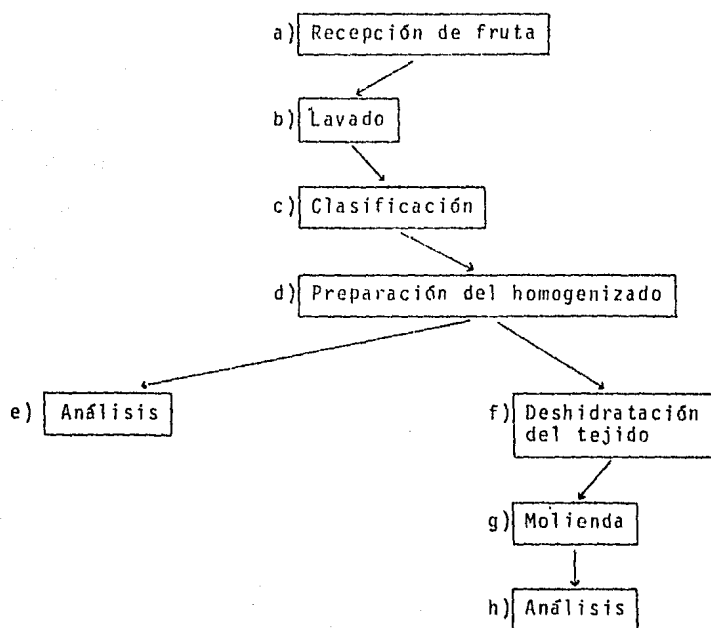 a) Recepción de fruta
b) Lavado
c) Clasificación
d) Preparación del homogenizado
e) Análisis
f) Deshidratación
del tejido
g) Molienda
h) Análisis